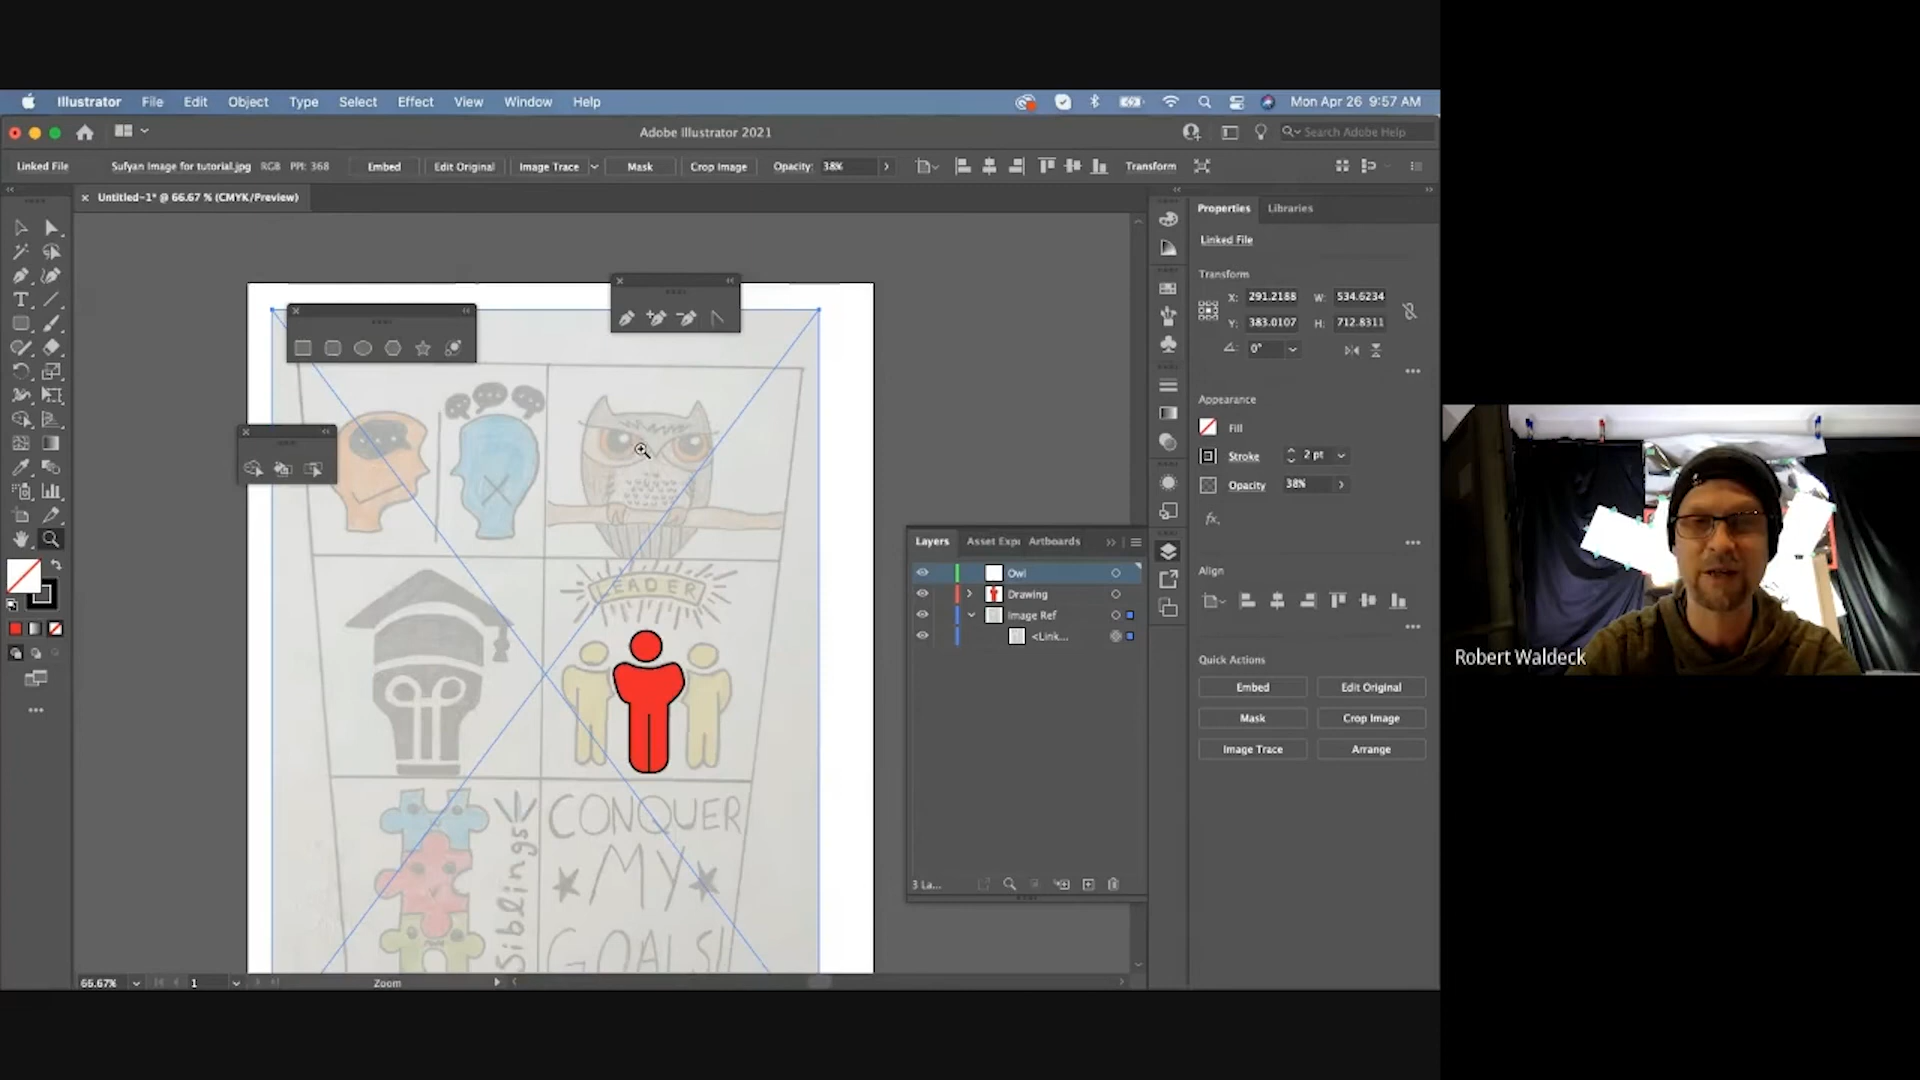 Illustrator File Edit Object Type Select Effect View Window Help Mon Apr 26 9:57 AM
Adobe Illustrator 2021 Search Adobe Help
Linked File Sufyan Image for tutorial.jpg RGB PPI: 368 Embed Edit Original Image Trace Mask Crop Image Opacity: 38% Transform
× Untitled-1* @ 66.67 % (CMYK/Preview)
Properties Libraries
Linked File
Transform
X: 291.2188 W: 534.6234
Y: 383.0107 H: 712.8311
0°
Appearance
Fill
Stroke 2 pt
Opacity 38%
fx.
Align
Quick Actions
Embed Edit Original
Mask Crop Image
Image Trace Arrange
Layers Asset Expo Artboards
Owl
Drawing
Image Ref
<Link...
3 La...
LEADER
Siblings
CONQUER
MY
GOALS!!
66.67% 1 Zoom
Robert Waldeck